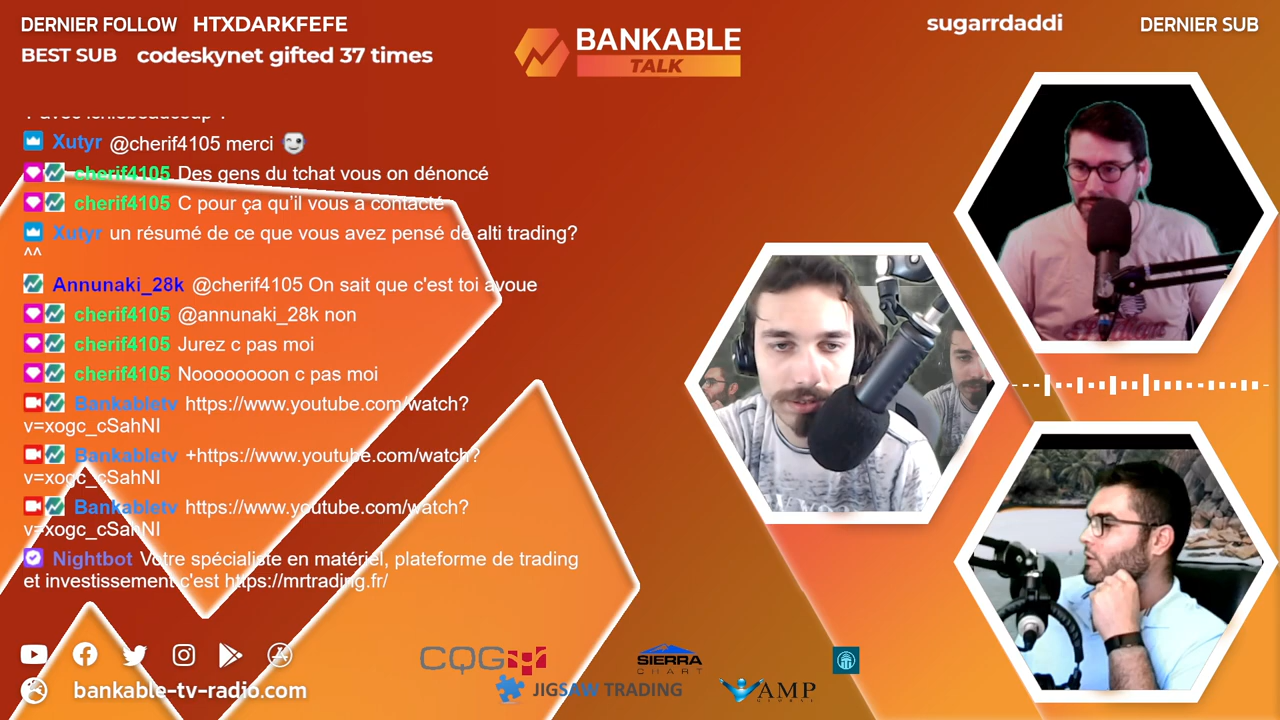 DERNIER FOLLOW HTXDARKFEFE
BEST SUB codeskynet gifted 37 times
BANKABLE
TALK
sugarrdaddi DERNIER SUB
Xutyr @cherif4105 merci
cherif4105 Des gens du tchat vous on dénoncé
cherif4105 C pour ça qu'il vous a contacté
Xutyr un résumé de ce que vous avez pensé de alti trading?
^^
Annunaki_28k @cherif4105 On sait que c'est toi avoue
cherif4105 @annunaki_28k non
cherif4105 Jurez c pas moi
cherif4105 Noooooooon c pas moi
Bankabletv https://www.youtube.com/watch?
v=xogc_cSahNI
Bankabletv +https://www.youtube.com/watch?
v=xogc_cSahNI
Bankabletv https://www.youtube.com/watch?
v=xogc_cSahNI
Nightbot Votre spécialiste en matériel, plateforme de trading
et investissement c'est https://mrtrading.fr/
bankable-tv-radio.com
CQG
SIERRA
CHART
JIGSAW TRADING
AMP
GLOBAL